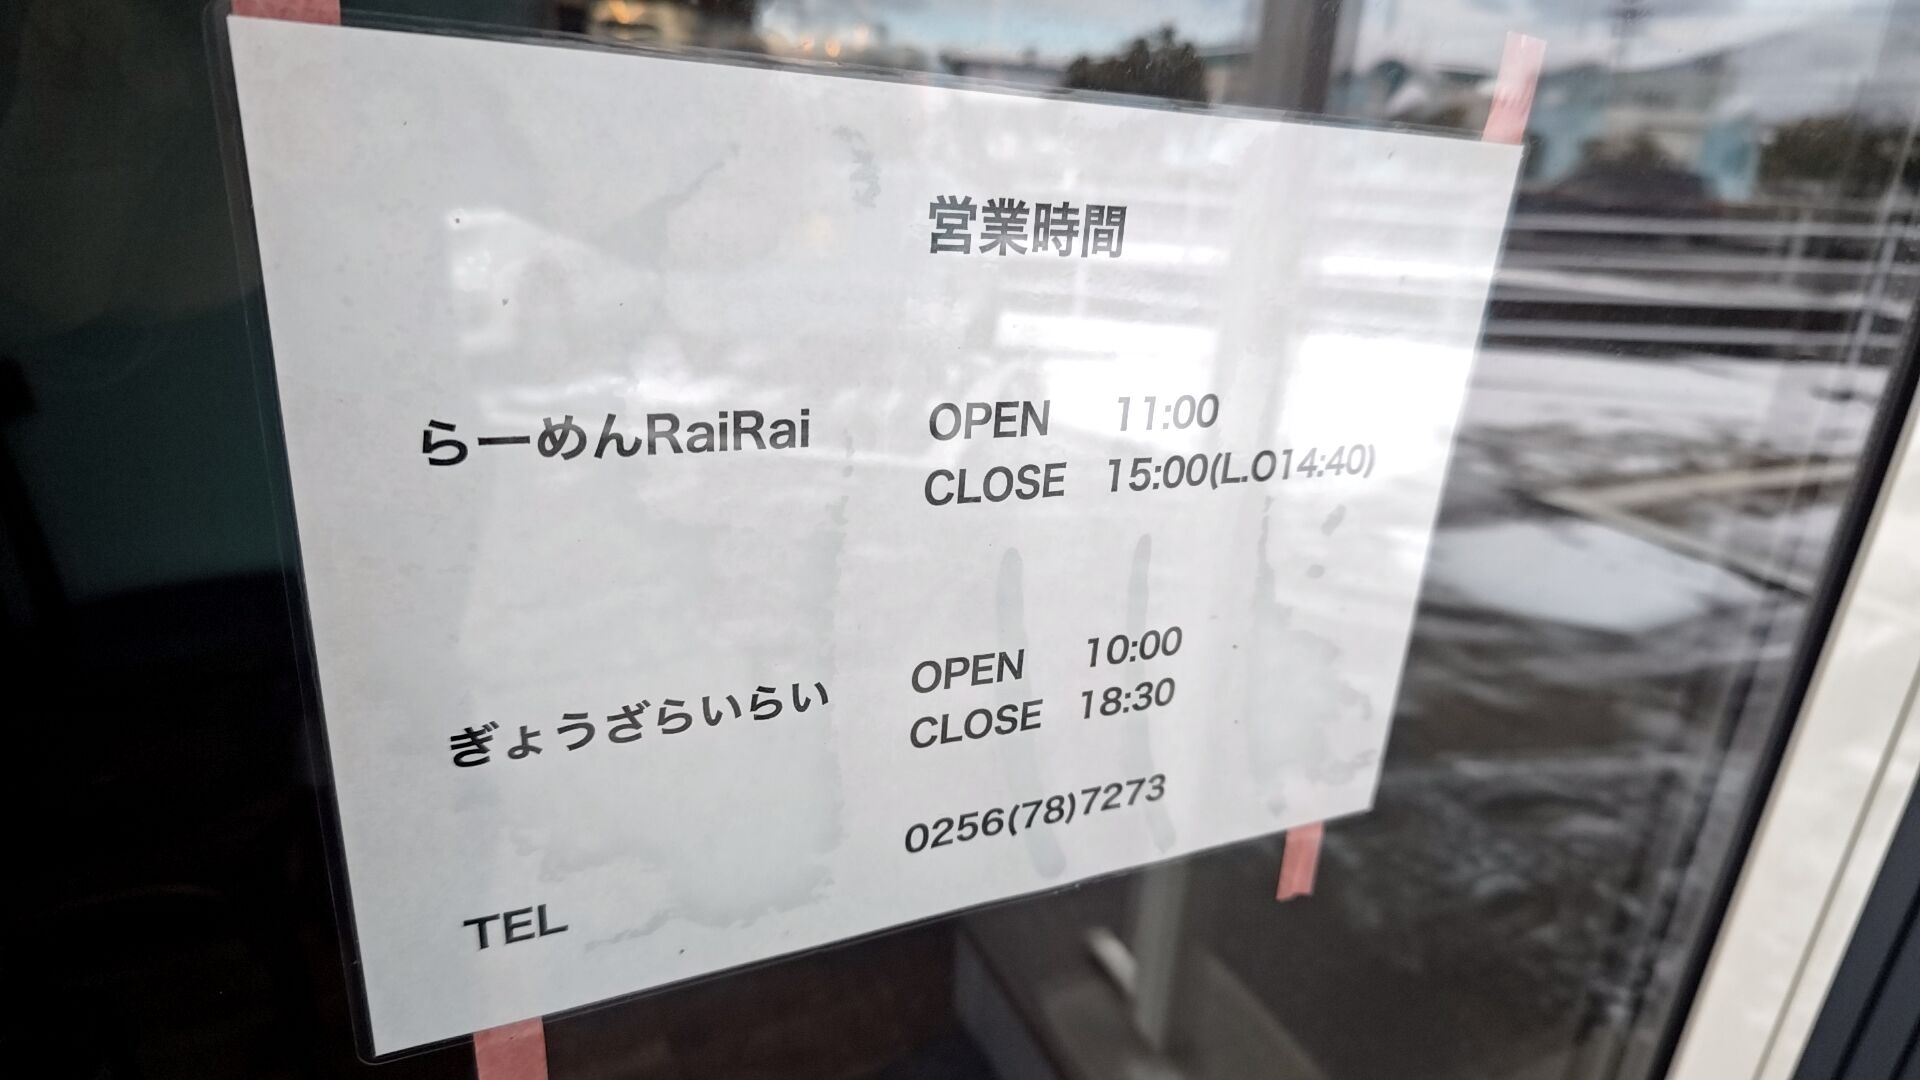 営業時間
らーめんRaiRai OPEN 11:00
CLOSE 15:00(L.O14:40)
ぎょうざらいらい OPEN 10:00
CLOSE 18:30
TEL 0256(78)7273